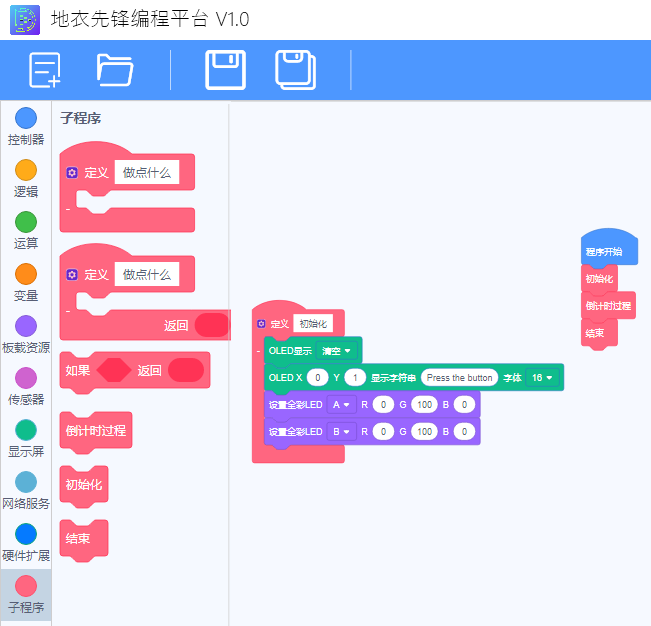 地衣先锋编程平台 V1.0
控制器
逻辑
运算
变量
板载资源
传感器
显示屏
网络服务
硬件扩展
子程序
子程序
定义 做点什么
-
定义 做点什么
-
返回
如果 返回
倒计时过程
初始化
结束
定义 初始化
-
OLED显示 清空
OLED X 0 Y 1 显示字符串 Press the button 字体 16
设置全彩LED A R 0 G 100 B 0
设置全彩LED B R 0 G 100 B 0
程序开始
初始化
倒计时过程
结束